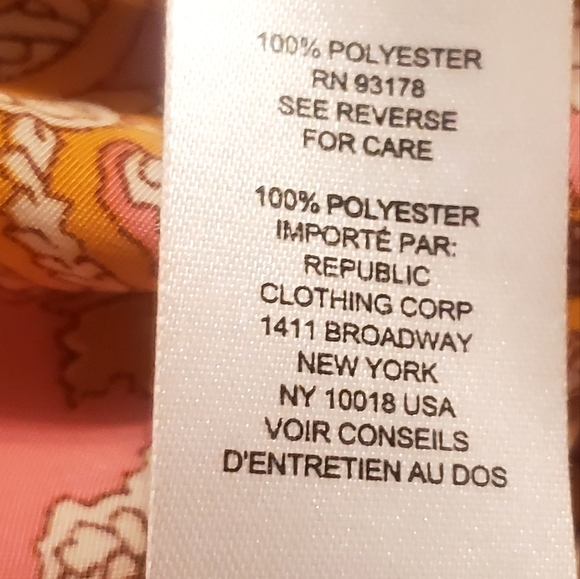 100% POLYESTER
RN 93178
SEE REVERSE
FOR CARE
100% POLYESTER
IMPORTÉ PAR:
REPUBLIC
CLOTHING CORP
1411 BROADWAY
NEW YORK
NY 10018 USA
VOIR CONSEILS
D'ENTRETIEN AU DOS